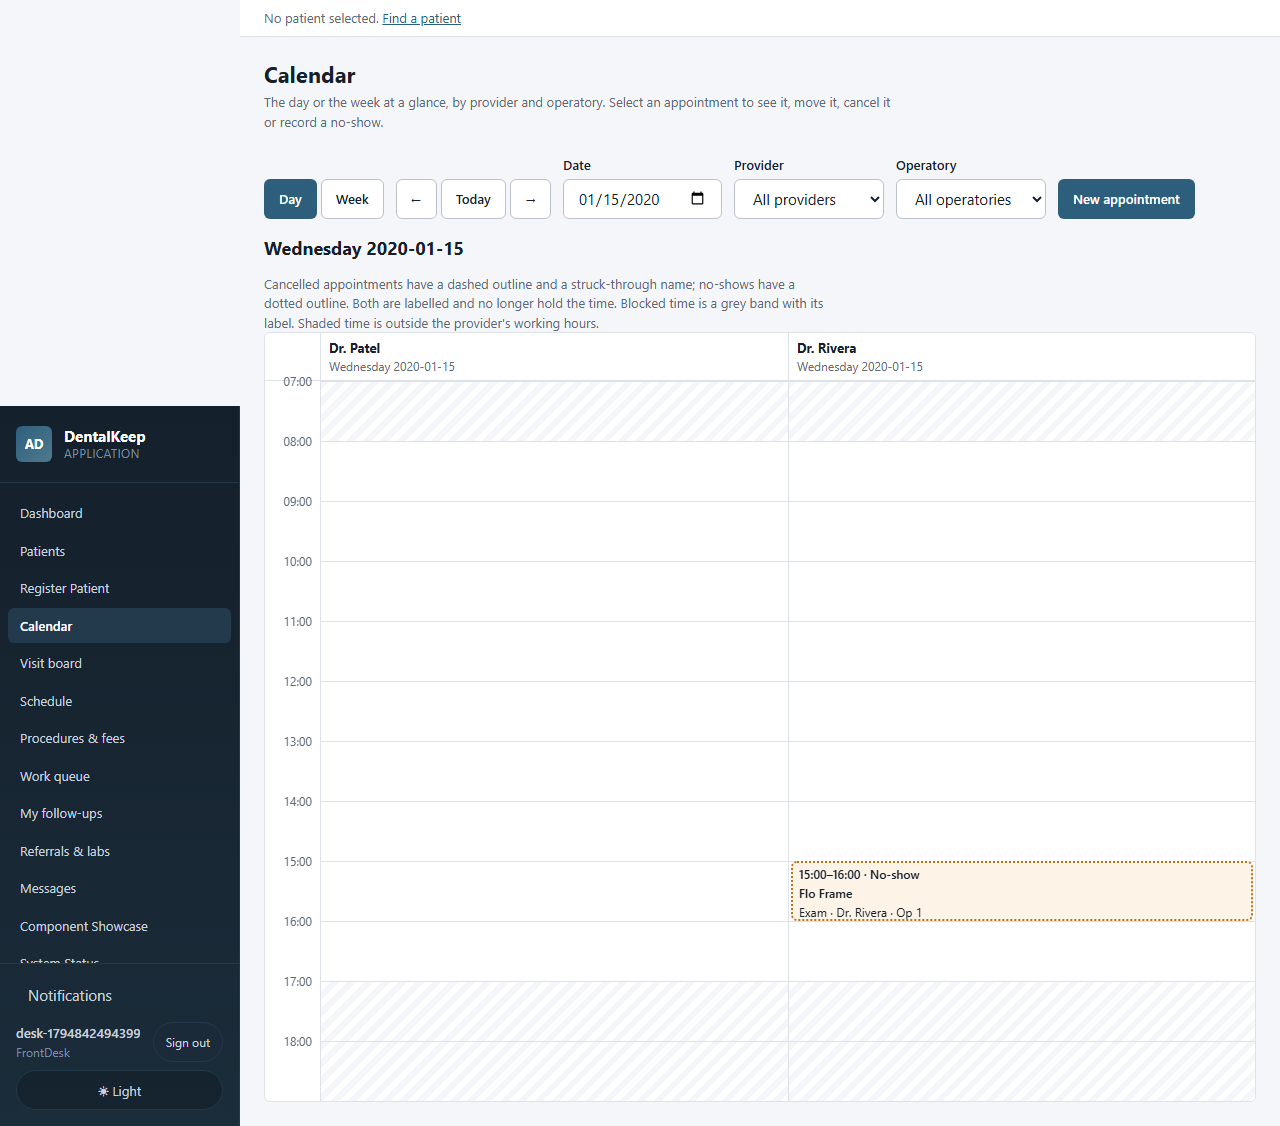 No patient selected. Find a patient
Calendar
The day or the week at a glance, by provider and operatory. Select an appointment to see it, move it, cancel it
or record a no-show.
Day
Week
←
Today
→
Date
01/15/2020
Provider
All providers
Operatory
All operatories
New appointment
Wednesday 2020-01-15
Cancelled appointments have a dashed outline and a struck-through name; no-shows have a
dotted outline. Both are labelled and no longer hold the time. Blocked time is a grey band with its
label. Shaded time is outside the provider's working hours.
Dr. Patel
Wednesday 2020-01-15
Dr. Rivera
Wednesday 2020-01-15
07:00
08:00
09:00
10:00
11:00
12:00
13:00
14:00
15:00
16:00
17:00
18:00
15:00–16:00 · No-show
Flo Frame
Exam · Dr. Rivera · Op 1
AD
DentalKeep
APPLICATION
Dashboard
Patients
Register Patient
Calendar
Visit board
Schedule
Procedures & fees
Work queue
My follow-ups
Referrals & labs
Messages
Component Showcase
System Status
Notifications
desk-1794842494399
FrontDesk
Sign out
☀ Light